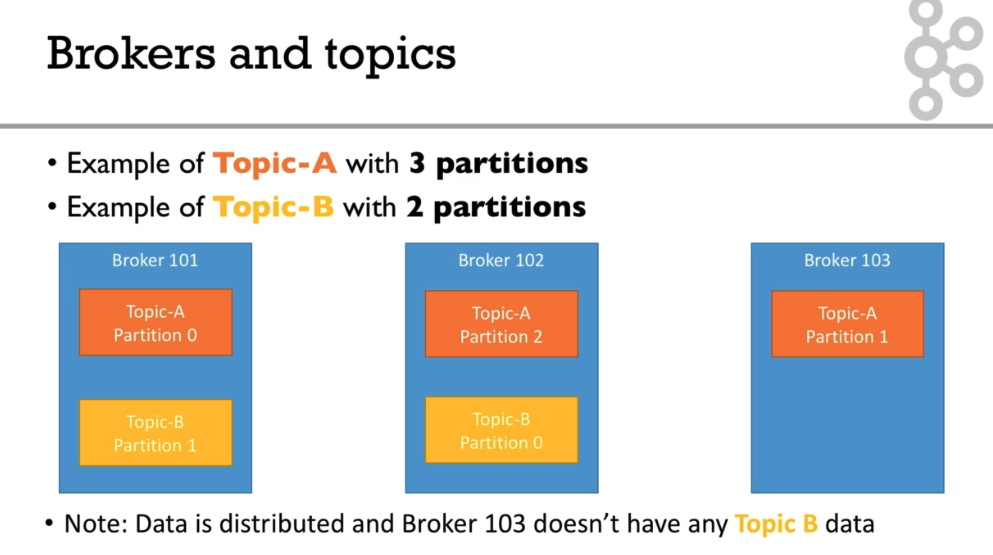 Brokers and topics
• Example of Topic-A with 3 partitions
• Example of Topic-B with 2 partitions
Broker 101
Topic-A
Partition 0
Topic-B
Partition 1
Broker 102
Topic-A
Partition 2
Topic-B
Partition 0
Broker 103
Topic-A
Partition 1
• Note: Data is distributed and Broker 103 doesn’t have any Topic B data